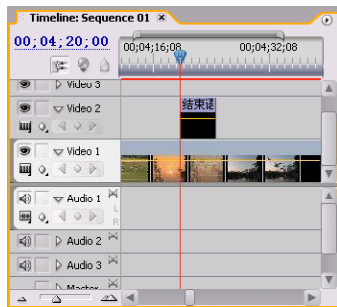 Timeline: Sequence 01
00;04;20;00
00;04;16;08 00;04;32;08
Video 3
Video 2
结束语
Video 1
Audio 1
L
R
Audio 2
Audio 3
Master